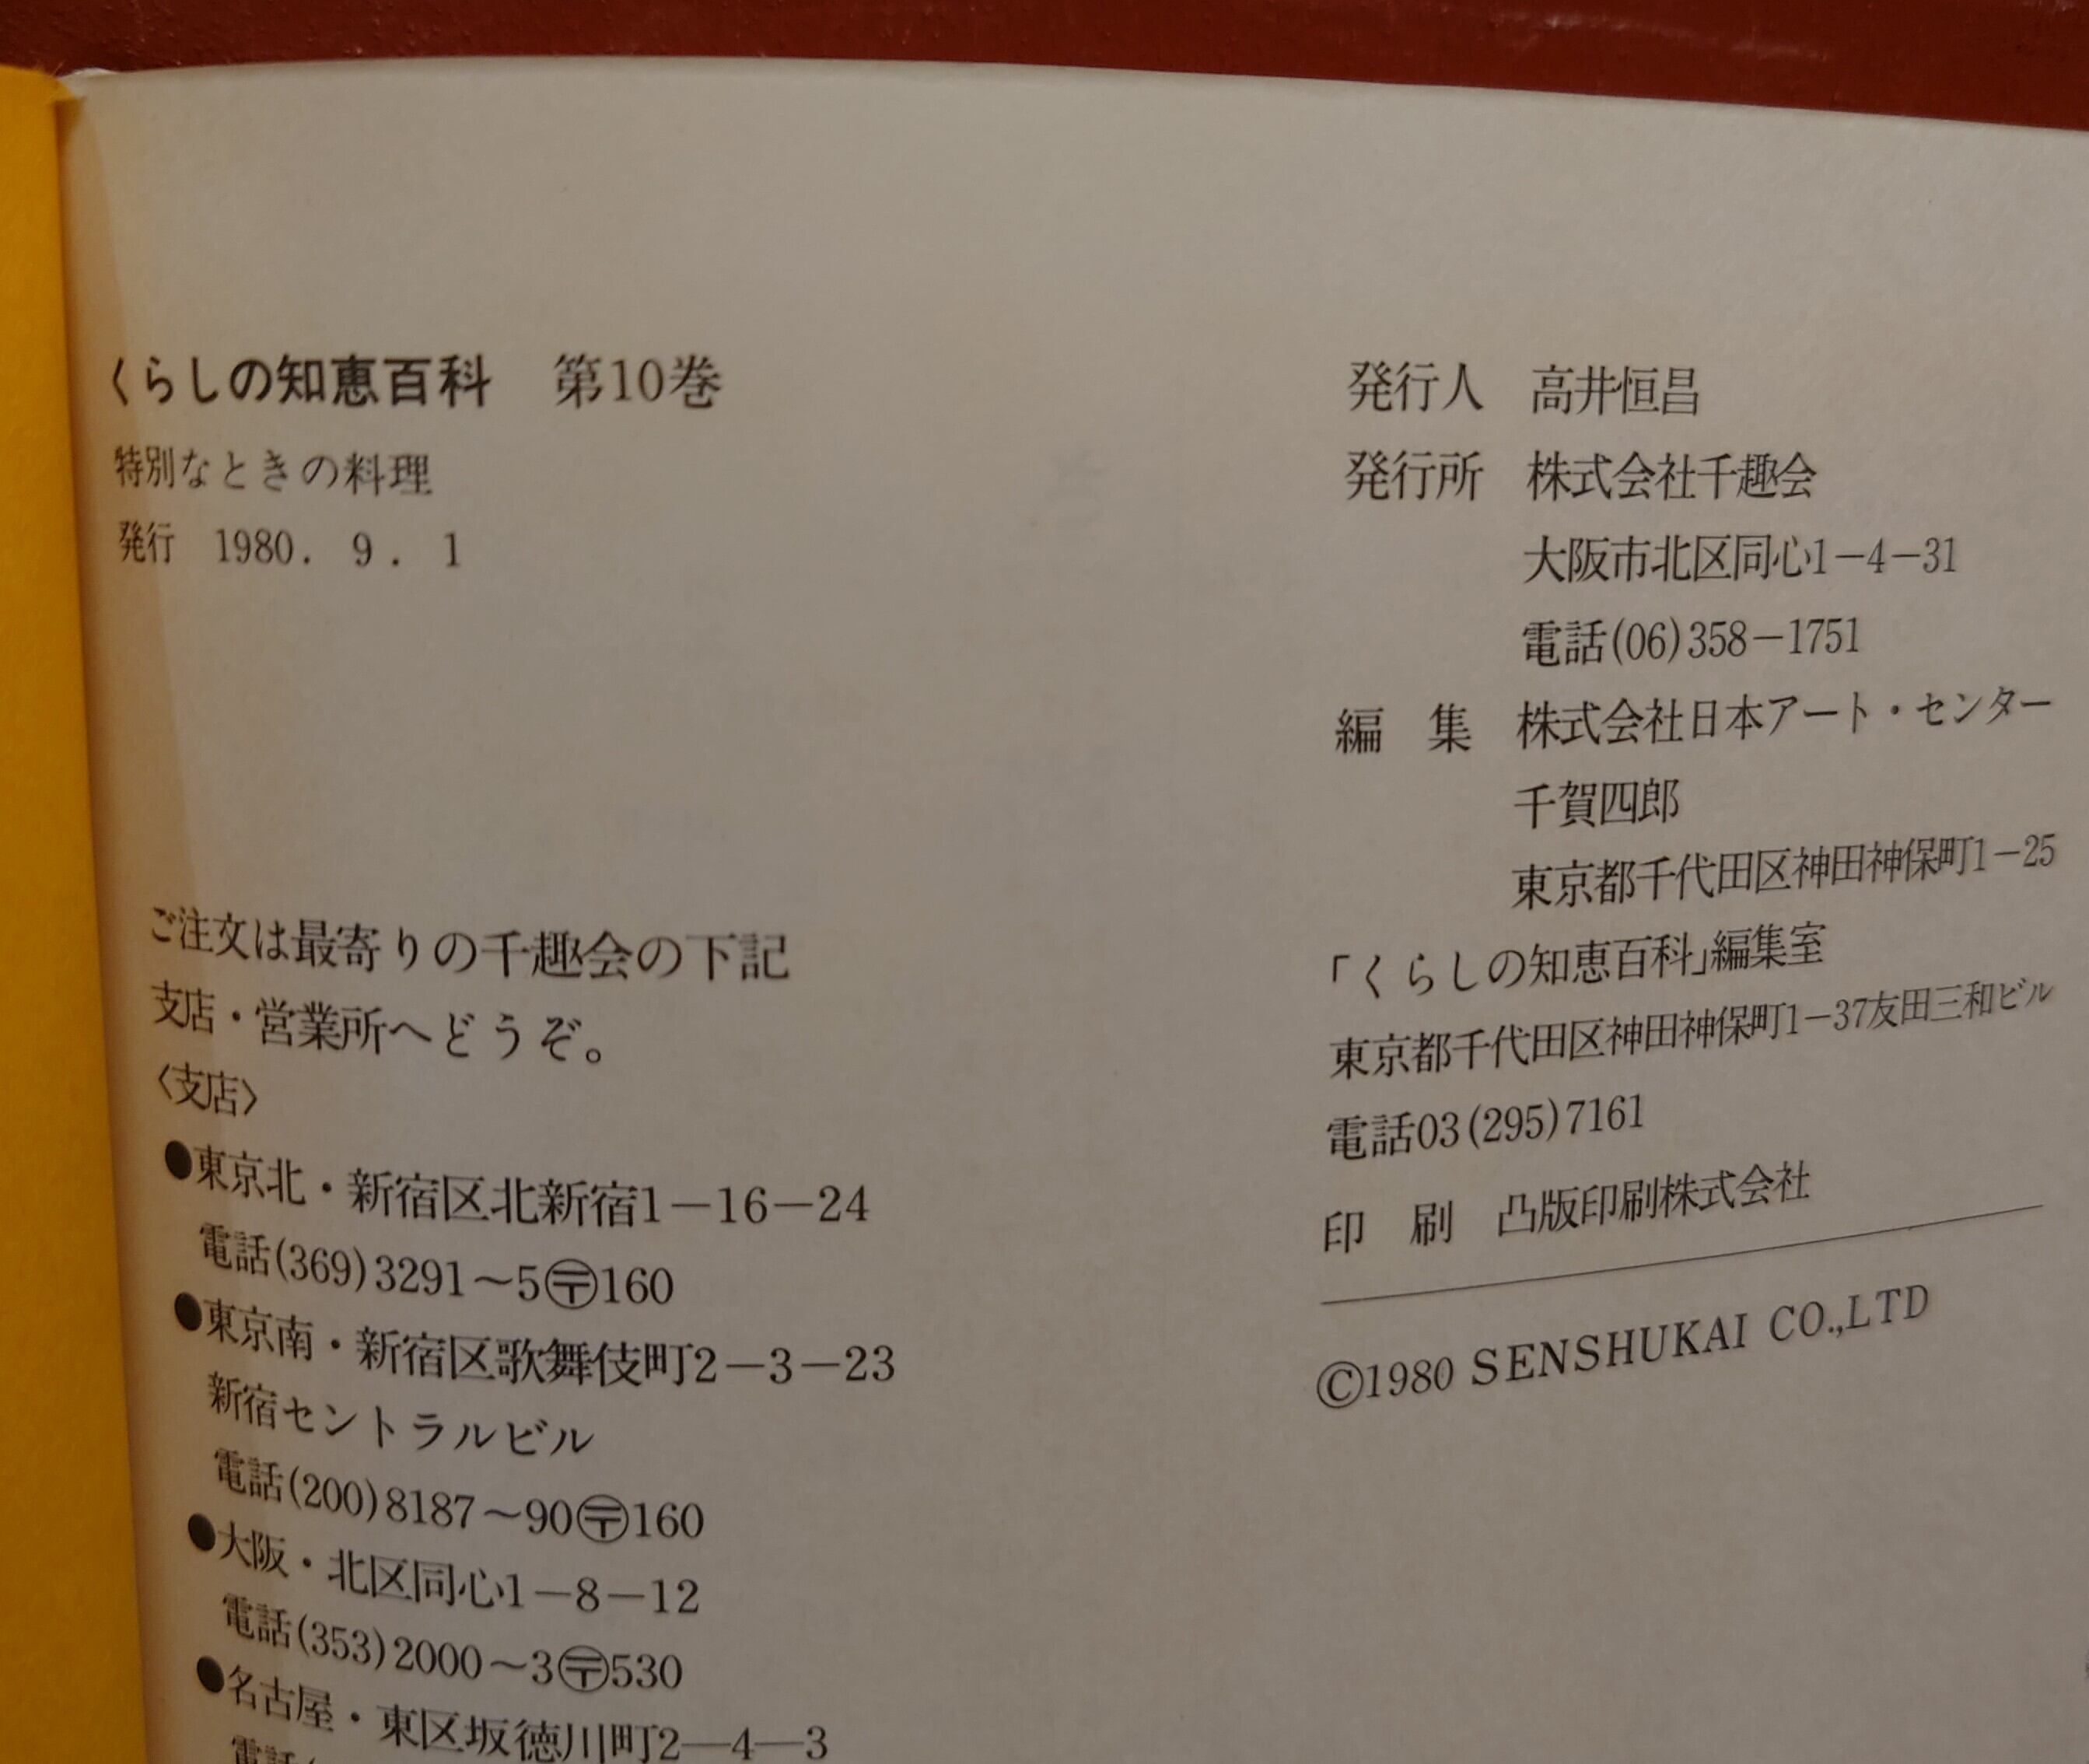 くらしの知恵百科　第10巻
特別なときの料理
発行　1980. 9. 1
ご注文は最寄りの千趣会の下記
支店・営業所へどうぞ。
〈支店〉
●東京北・新宿区北新宿1－16－24
電話(369)3291～5〶160
●東京南・新宿区歌舞伎町2－3－23
新宿セントラルビル
電話(200)8187～90〶160
●大阪・北区同心1－8－12
電話(353)2000～3〶530
●名古屋・東区坂徳川町2―4―3
電話(
発行人　高井恒昌
発行所　株式会社千趣会
大阪市北区同心1－4－31
電話(06)358－1751
編　集　株式会社日本アート・センター
千賀四郎
東京都千代田区神田神保町1－25
「くらしの知恵百科」編集室
東京都千代田区神田神保町1－37友田三和ビル
電話03(295)7161
印　刷　凸版印刷株式会社
©1980 SENSHUKAI CO.,LTD